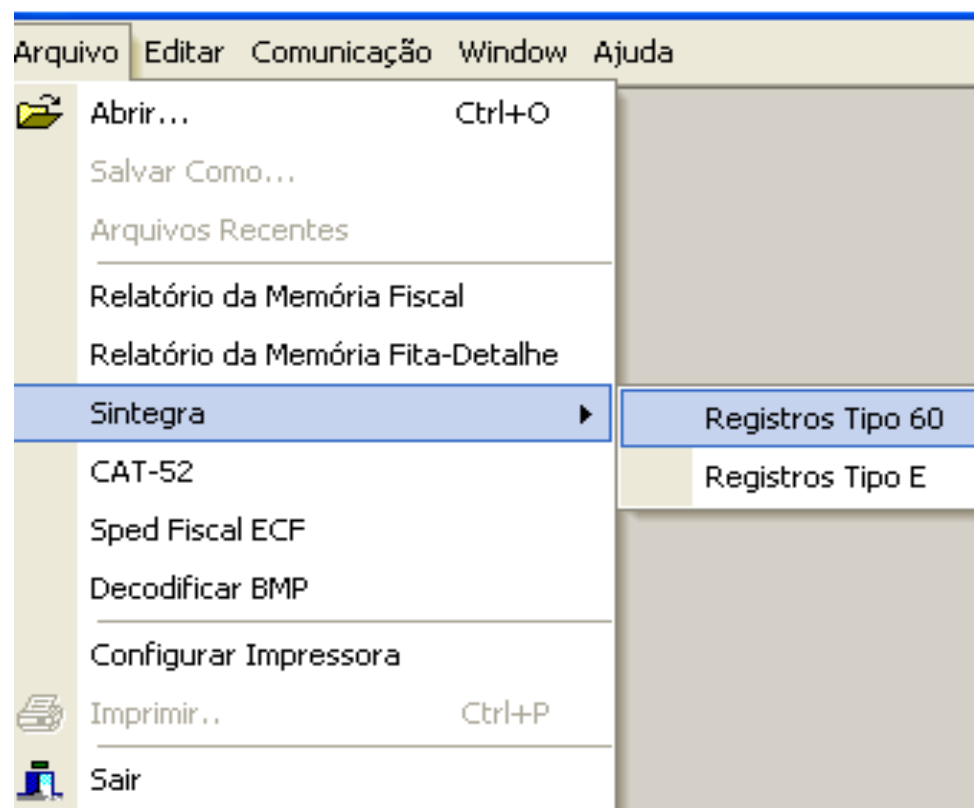 Arquivo Editar Comunicação Window Ajuda
Abrir... Ctrl+O
Salvar Como...
Arquivos Recentes
Relatório da Memória Fiscal
Relatório da Memória Fita-Detalhe
Sintegra
Registros Tipo 60
CAT-52
Registros Tipo E
Sped Fiscal ECF
Decodificar BMP
Configurar Impressora
Imprimir.. Ctrl+P
Sair